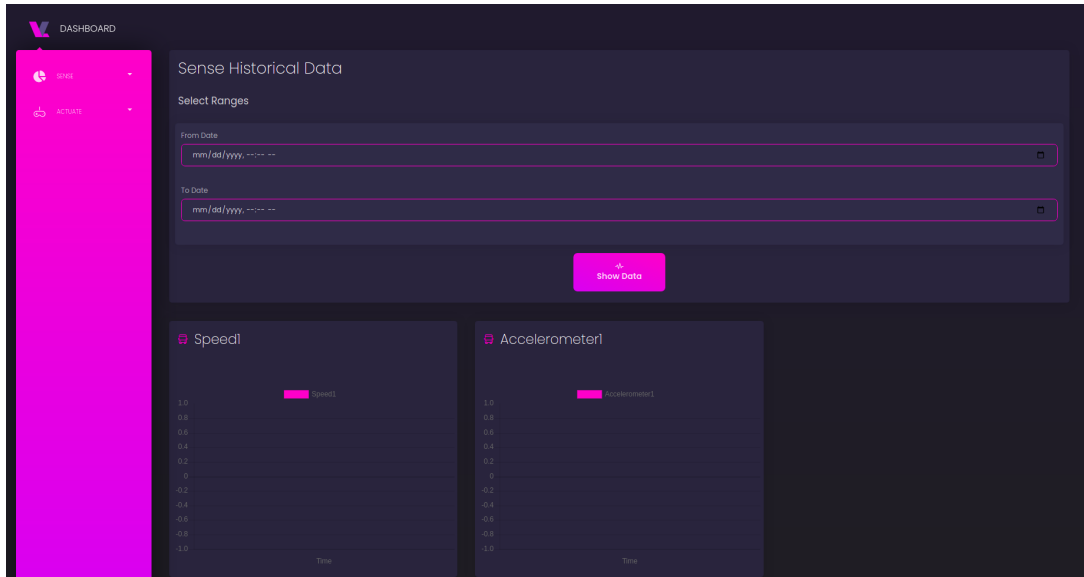 DASHBOARD
SENSE
ACTUATE
Sense Historical Data
Select Ranges
From Date
mm/dd/yyyy, --:-- --
To Date
mm/dd/yyyy, --:-- --
Show Data
Speed1
Speed1
1.0
0.8
0.6
0.4
0.2
0
-0.2
-0.4
-0.6
-0.8
-1.0
Time
Accelerometer1
Accelerometer1
1.0
0.8
0.6
0.4
0.2
0
-0.2
-0.4
-0.6
-0.8
-1.0
Time